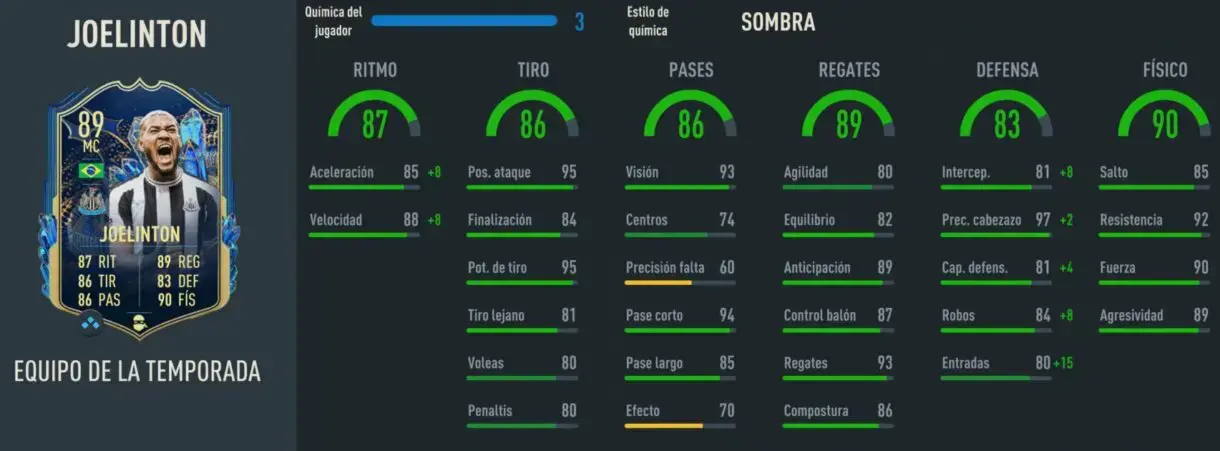 JOELINTON
89
MC
JOELINTON
87 RIT 89 REG
86 TIR 83 DEF
86 PAS 90 FÍS
EQUIPO DE LA TEMPORADA
Química del
jugador
3
Estilo de
química
SOMBRA
RITMO
87
Aceleración 85 +8
Velocidad 88 +8
TIRO
86
Pos. ataque 95
Finalización 84
Pot. de tiro 95
Tiro lejano 81
Voleas 80
Penaltis 80
PASES
86
Visión 93
Centros 74
Precisión falta 60
Pase corto 94
Pase largo 85
Efecto 70
REGATES
89
Agilidad 80
Equilibrio 82
Anticipación 89
Control balón 87
Regates 93
Compostura 86
DEFENSA
83
Intercep. 81 +8
Prec. cabezazo 97 +2
Cap. defens. 81 +4
Robos 84 +8
Entradas 80 +15
FÍSICO
90
Salto 85
Resistencia 92
Fuerza 90
Agresividad 89